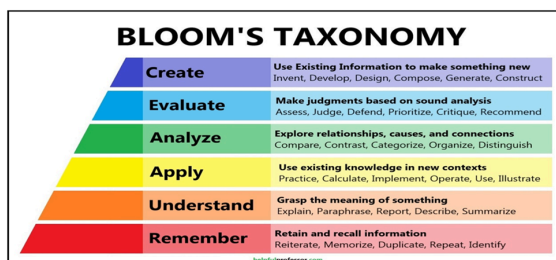 BLOOM'S TAXONOMY
Create
Use Existing Information to make something new
Invent, Develop, Design, Compose, Generate, Construct
Evaluate
Make judgments based on sound analysis
Assess, Judge, Defend, Prioritize, Critique, Recommend
Analyze
Explore relationships, causes, and connections
Compare, Contrast, Categorize, Organize, Distinguish
Apply
Use existing knowledge in new contexts
Practice, Calculate, Implement, Operate, Use, Illustrate
Understand
Grasp the meaning of something
Explain, Paraphrase, Report, Describe, Summarize
Remember
Retain and recall information
Reiterate, Memorize, Duplicate, Repeat, Identify
helpfulprofessor.com